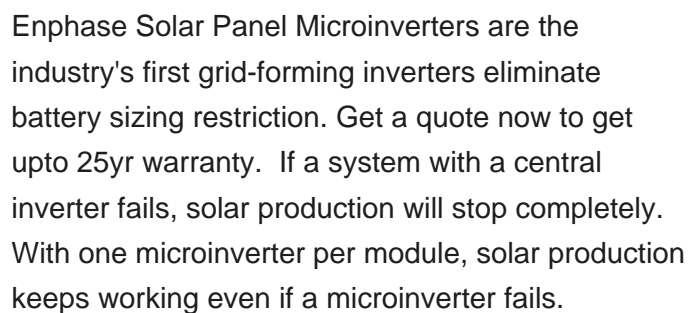 Enphase Solar Panel Microinverters are the
industry's first grid-forming inverters eliminate
battery sizing restriction. Get a quote now to get
upto 25yr warranty.  If a system with a central
inverter fails, solar production will stop completely.
With one microinverter per module, solar production
keeps working even if a microinverter fails.